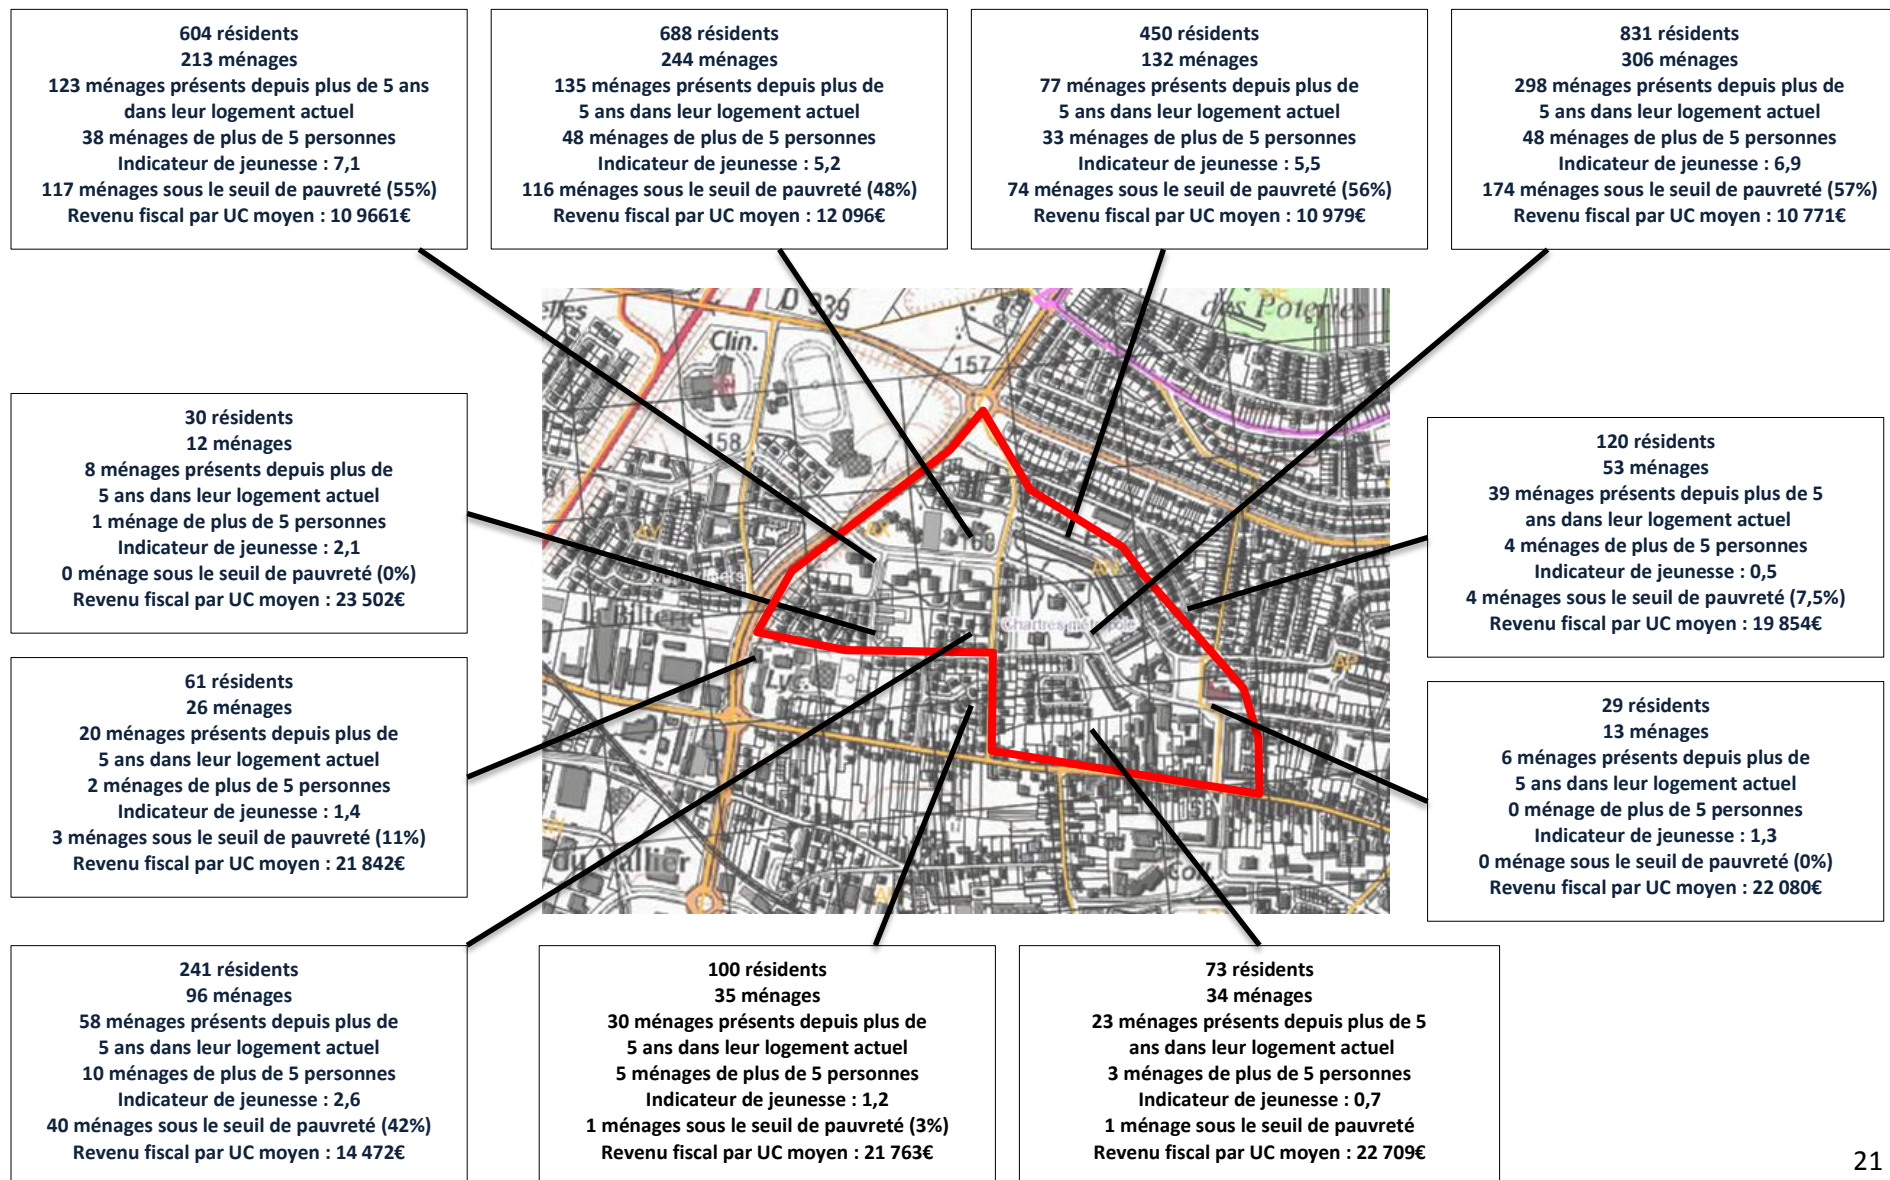 604 résidents
213 ménages
123 ménages présents depuis plus de 5 ans
dans leur logement actuel
38 ménages de plus de 5 personnes
Indicateur de jeunesse : 7,1
117 ménages sous le seuil de pauvreté (55%)
Revenu fiscal par UC moyen : 10 9661€
688 résidents
244 ménages
135 ménages présents depuis plus de
5 ans dans leur logement actuel
48 ménages de plus de 5 personnes
Indicateur de jeunesse : 5,2
116 ménages sous le seuil de pauvreté (48%)
Revenu fiscal par UC moyen : 12 096€
450 résidents
132 ménages
77 ménages présents depuis plus de
5 ans dans leur logement actuel
33 ménages de plus de 5 personnes
Indicateur de jeunesse : 5,5
74 ménages sous le seuil de pauvreté (56%)
Revenu fiscal par UC moyen : 10 979€
831 résidents
306 ménages
298 ménages présents depuis plus de
5 ans dans leur logement actuel
48 ménages de plus de 5 personnes
Indicateur de jeunesse : 6,9
174 ménages sous le seuil de pauvreté (57%)
Revenu fiscal par UC moyen : 10 771€
D 939
des Poteries
elles
Clin.
157
158
AY
AX
160
AN
Chartres métropole
Lyc.
AP
du Vallier
Coll.
30 résidents
12 ménages
8 ménages présents depuis plus de
5 ans dans leur logement actuel
1 ménage de plus de 5 personnes
Indicateur de jeunesse : 2,1
0 ménage sous le seuil de pauvreté (0%)
Revenu fiscal par UC moyen : 23 502€
120 résidents
53 ménages
39 ménages présents depuis plus de 5
ans dans leur logement actuel
4 ménages de plus de 5 personnes
Indicateur de jeunesse : 0,5
4 ménages sous le seuil de pauvreté (7,5%)
Revenu fiscal par UC moyen : 19 854€
61 résidents
26 ménages
20 ménages présents depuis plus de
5 ans dans leur logement actuel
2 ménages de plus de 5 personnes
Indicateur de jeunesse : 1,4
3 ménages sous le seuil de pauvreté (11%)
Revenu fiscal par UC moyen : 21 842€
29 résidents
13 ménages
6 ménages présents depuis plus de
5 ans dans leur logement actuel
0 ménage de plus de 5 personnes
Indicateur de jeunesse : 1,3
0 ménage sous le seuil de pauvreté (0%)
Revenu fiscal par UC moyen : 22 080€
241 résidents
96 ménages
58 ménages présents depuis plus de
5 ans dans leur logement actuel
10 ménages de plus de 5 personnes
Indicateur de jeunesse : 2,6
40 ménages sous le seuil de pauvreté (42%)
Revenu fiscal par UC moyen : 14 472€
100 résidents
35 ménages
30 ménages présents depuis plus de
5 ans dans leur logement actuel
5 ménages de plus de 5 personnes
Indicateur de jeunesse : 1,2
1 ménages sous le seuil de pauvreté (3%)
Revenu fiscal par UC moyen : 21 763€
73 résidents
34 ménages
23 ménages présents depuis plus de 5
ans dans leur logement actuel
3 ménages de plus de 5 personnes
Indicateur de jeunesse : 0,7
1 ménage sous le seuil de pauvreté
Revenu fiscal par UC moyen : 22 709€
21